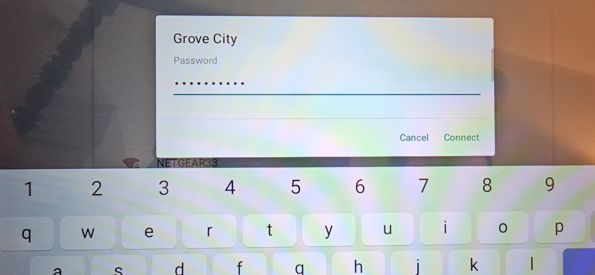 Grove City
Password
••••••••••
Cancel Connect
NETGEAR33
1 2 3 4 5 6 7 8 9
q w e r t y u i o p
a s d f g h j k l